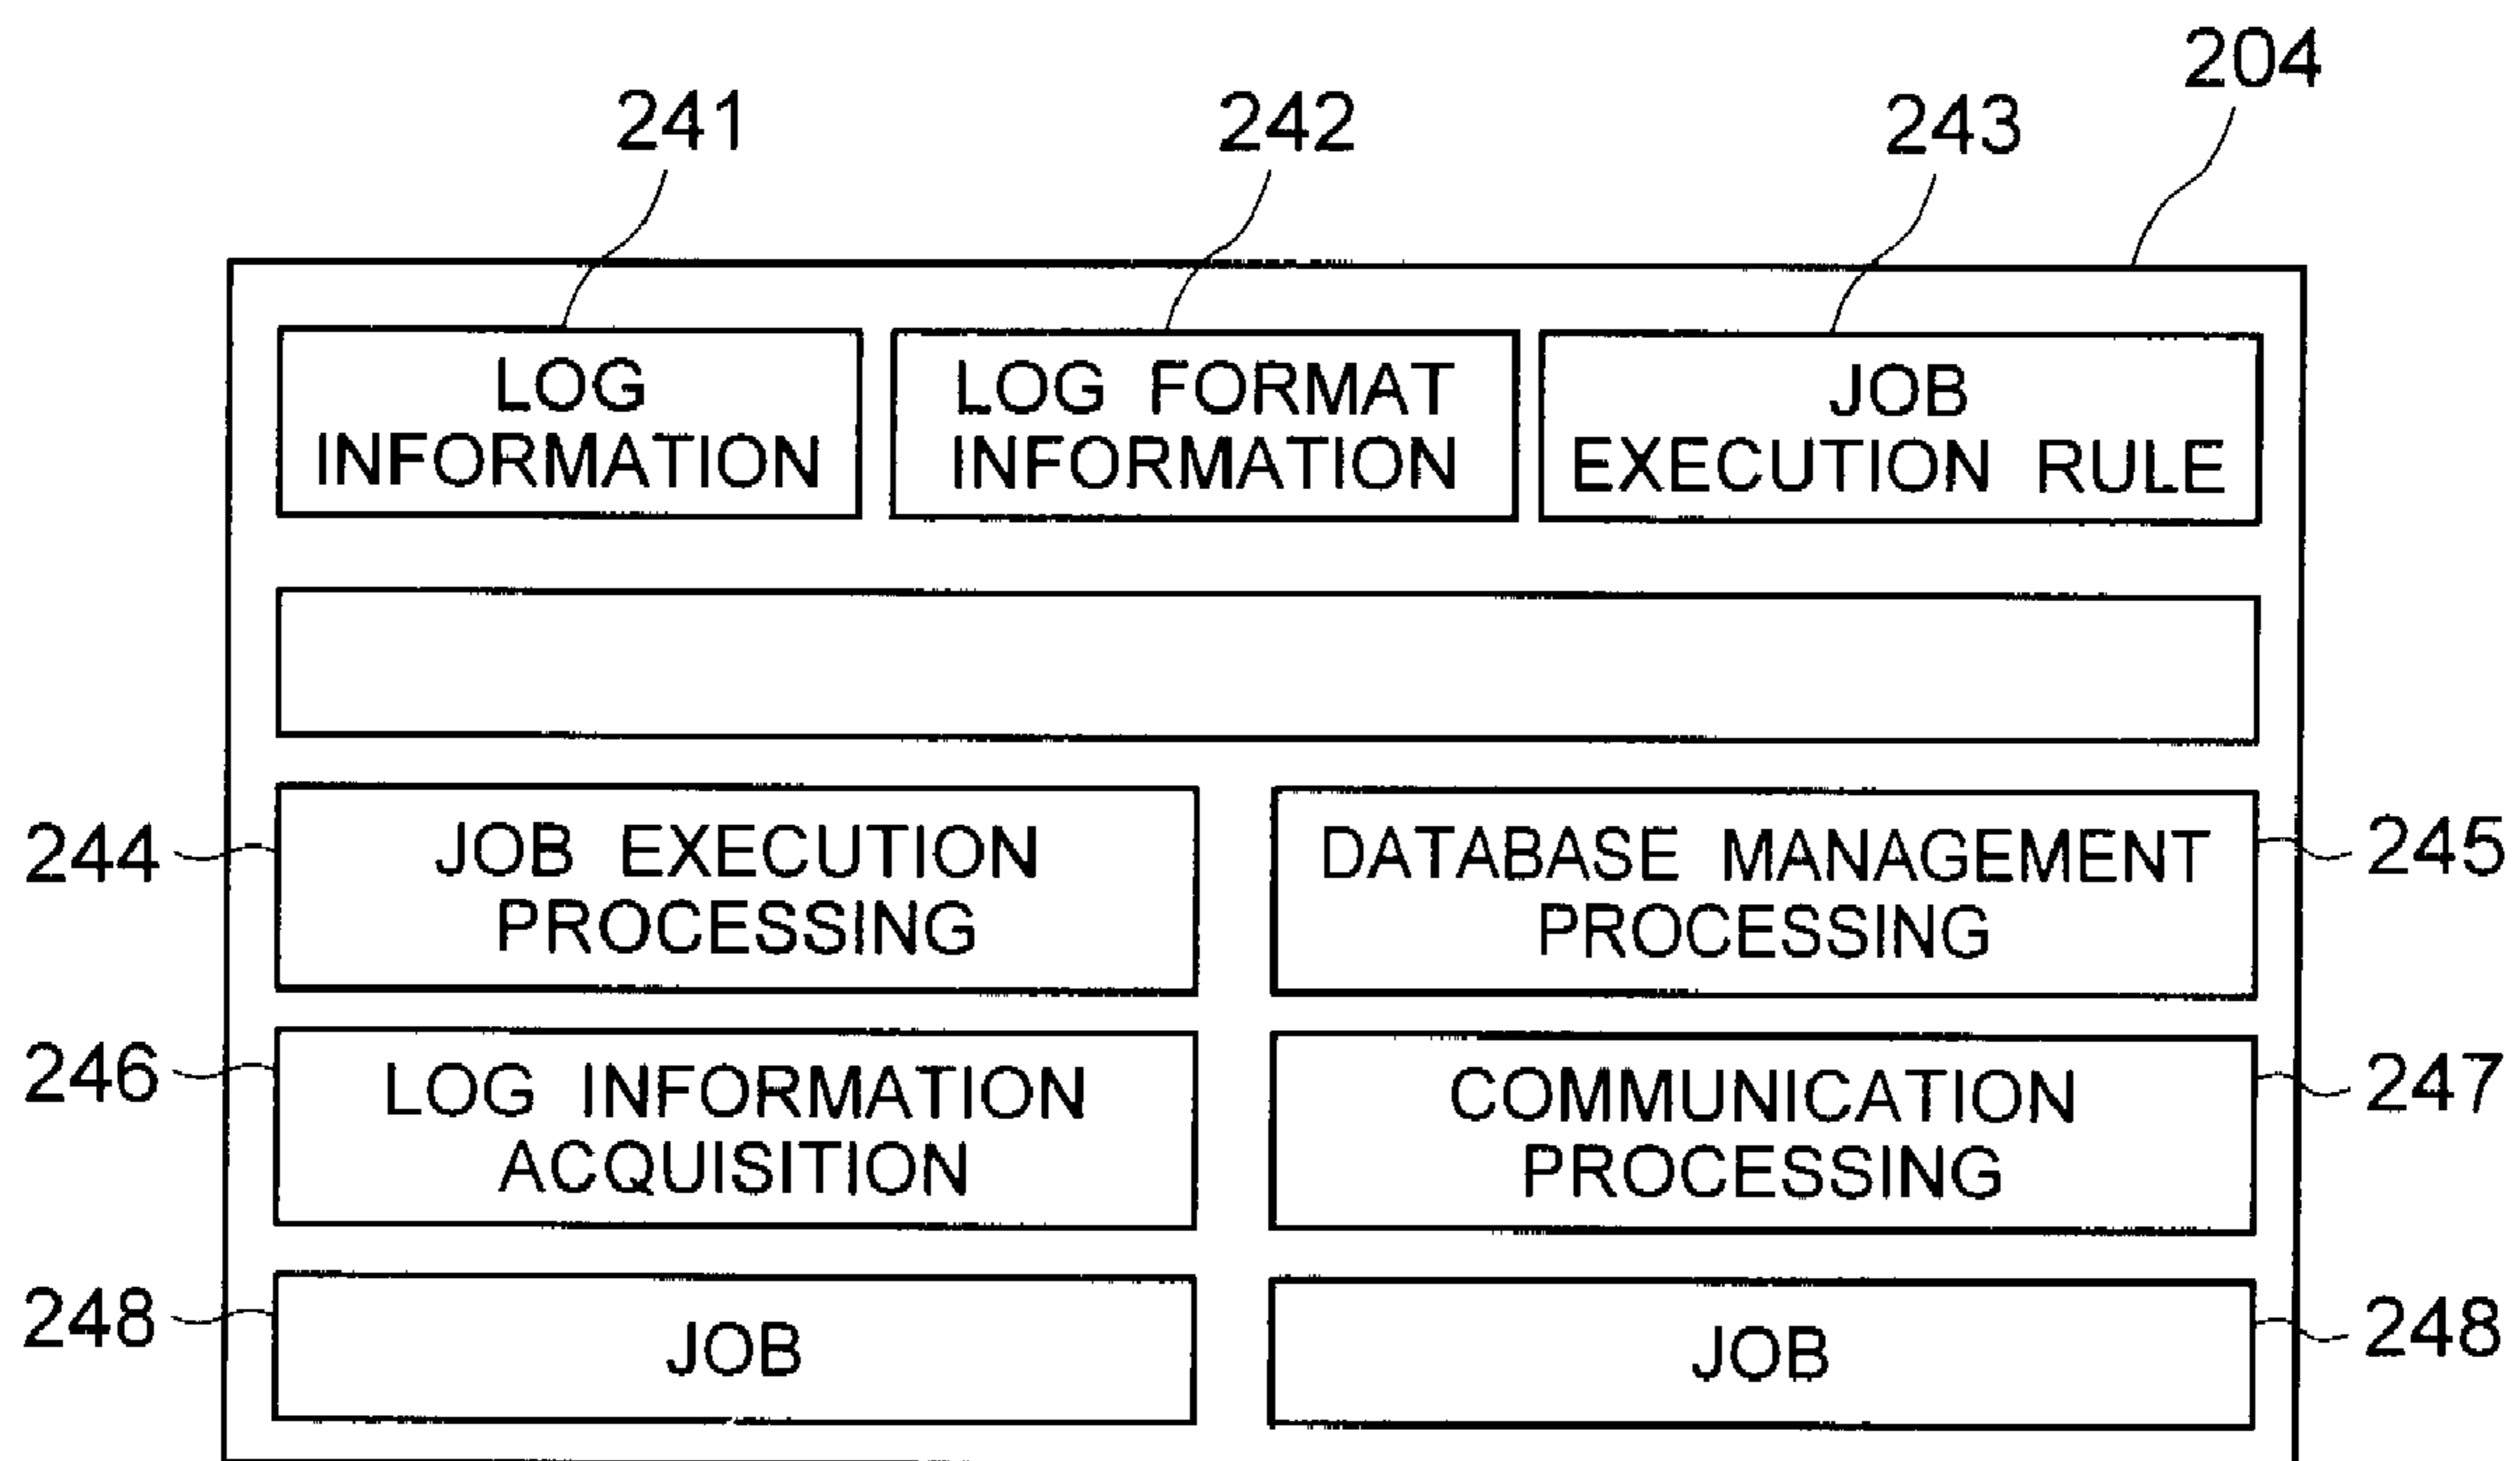 204
241
242
243
LOG
INFORMATION
LOG FORMAT
INFORMATION
JOB
EXECUTION RULE
244
JOB EXECUTION
PROCESSING
DATABASE MANAGEMENT
PROCESSING
245
246
LOG INFORMATION
ACQUISITION
COMMUNICATION
PROCESSING
247
248
JOB
JOB
248